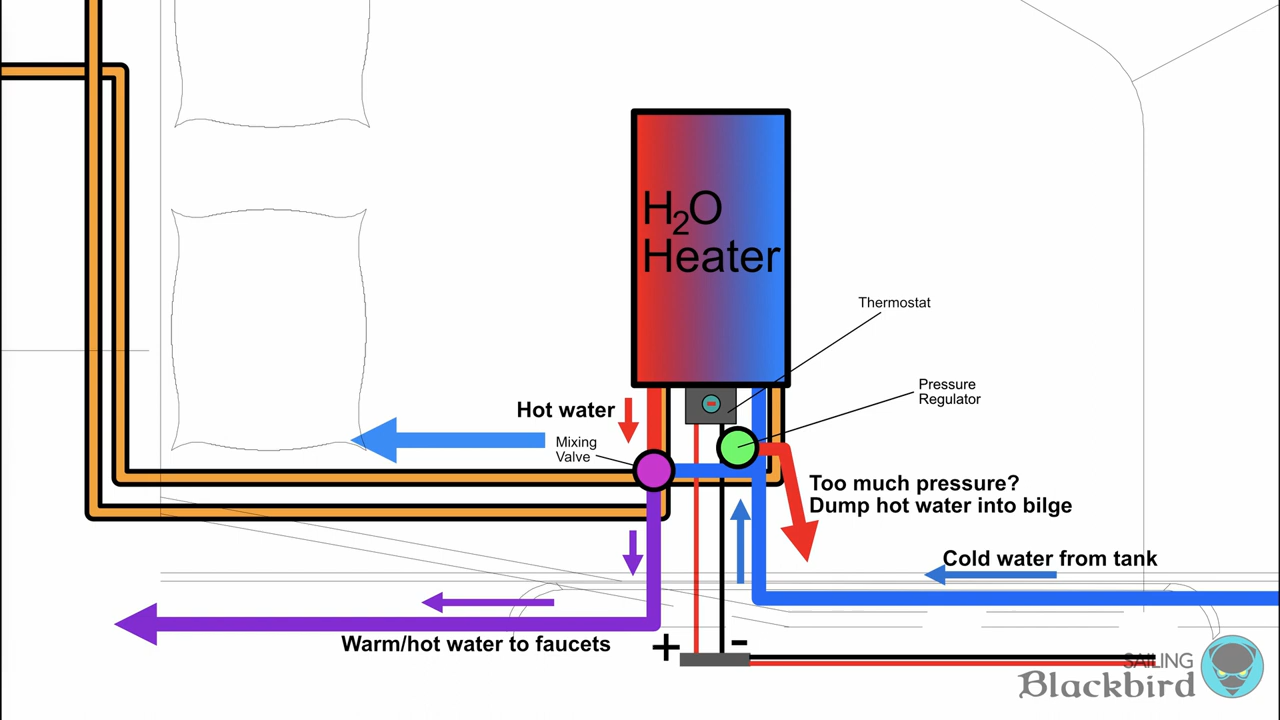 H2O
Heater
Thermostat
Pressure
Regulator
Hot water
Mixing
Valve
Too much pressure?
Dump hot water into bilge
Cold water from tank
Warm/hot water to faucets
+
-
-
SAILING
Blackbird